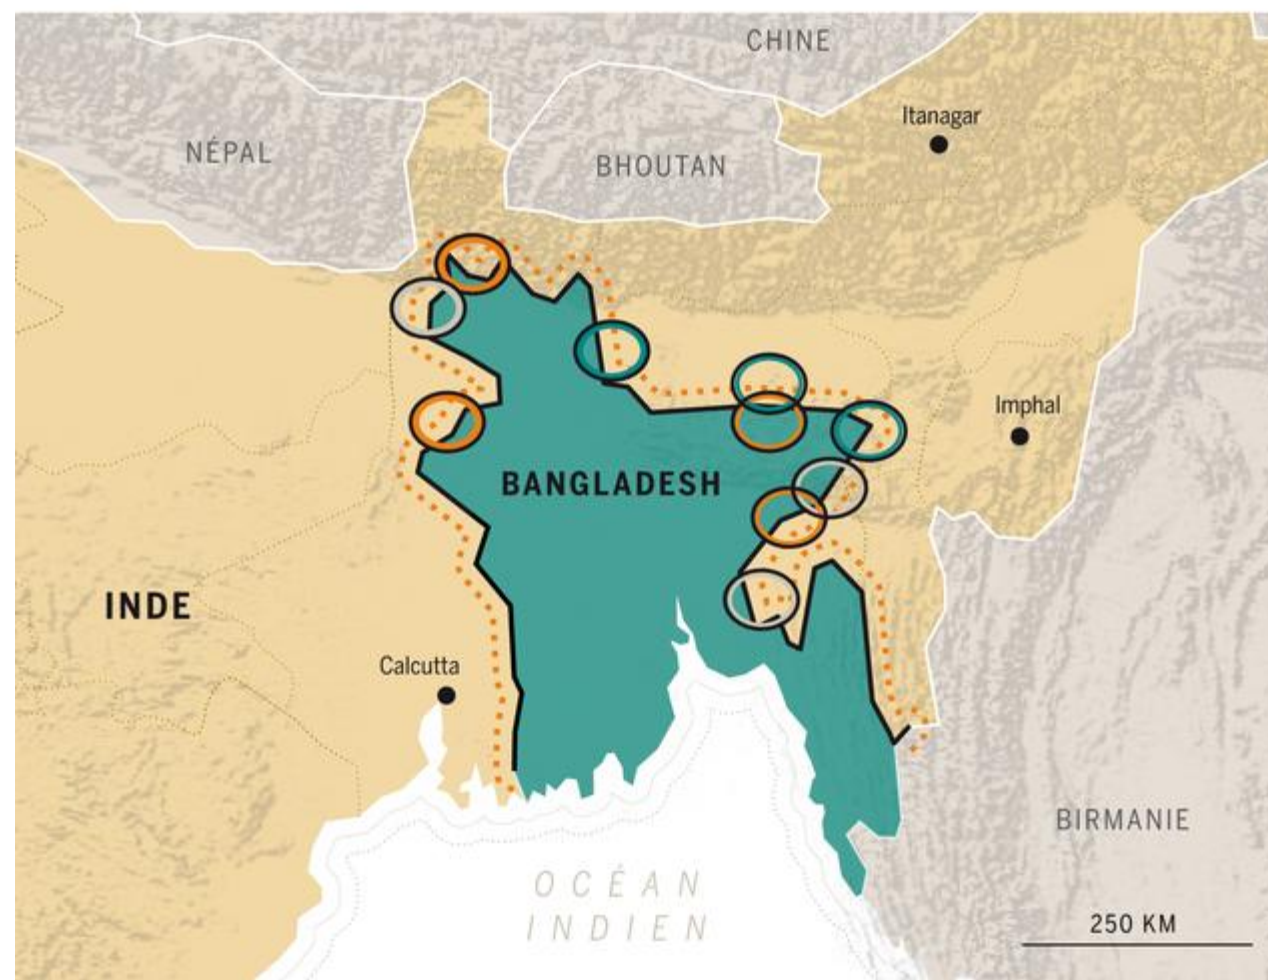 CHINE
Itanagar
NÉPAL
BHOUTAN
Imphal
BANGLADESH
INDE
Calcutta
BIRMANIE
OCÉAN
INDIEN
250 KM